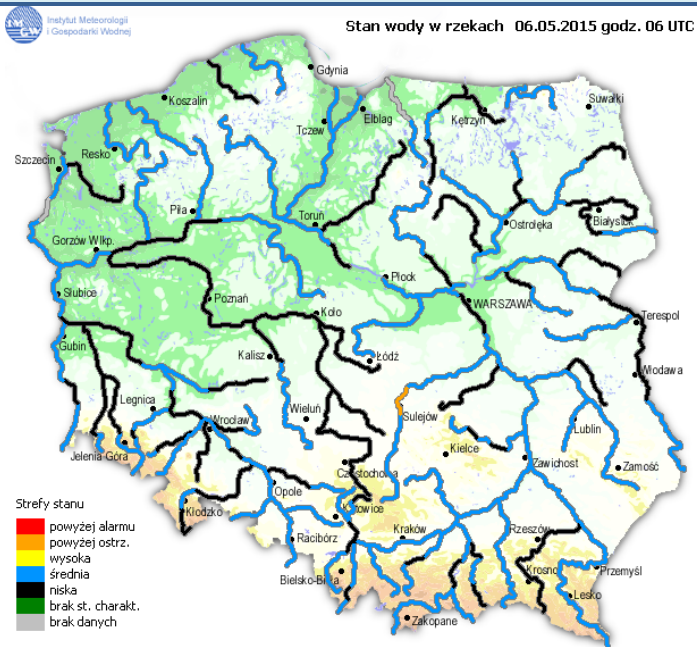 Instytut Meteorologii
i Gospodarki Wodnej
IMGW
Stan wody w rzekach 06.05.2015 godz. 06 UTC
Gdynia
Koszalin
Suwałki
Elbląg
Kętrzyn
Tczew
Szczecin
Resko
Piła
Toruń
Białystok
Ostrołęka
Gorzów Wlkp.
Płock
Słubice
Poznań
WARSZAWA
Koło
Terespol
Gubin
Kalisz
Łódź
Włodawa
Legnica
Wieluń
Sulejów
Wrocław
Lublin
Jelenia Góra
Kielce
Częstochowa
Zawichost
Zamość
Opole
Strefy stanu
Kłodzko
Katowice
powyżej alarmu
Kraków
Rzeszów
powyżej ostrz.
Racibórz
wysoka
Krosno
Przemyśl
średnia
Bielsko-Biała
niska
Lesko
brak st. charakt.
Zakopane
brak danych